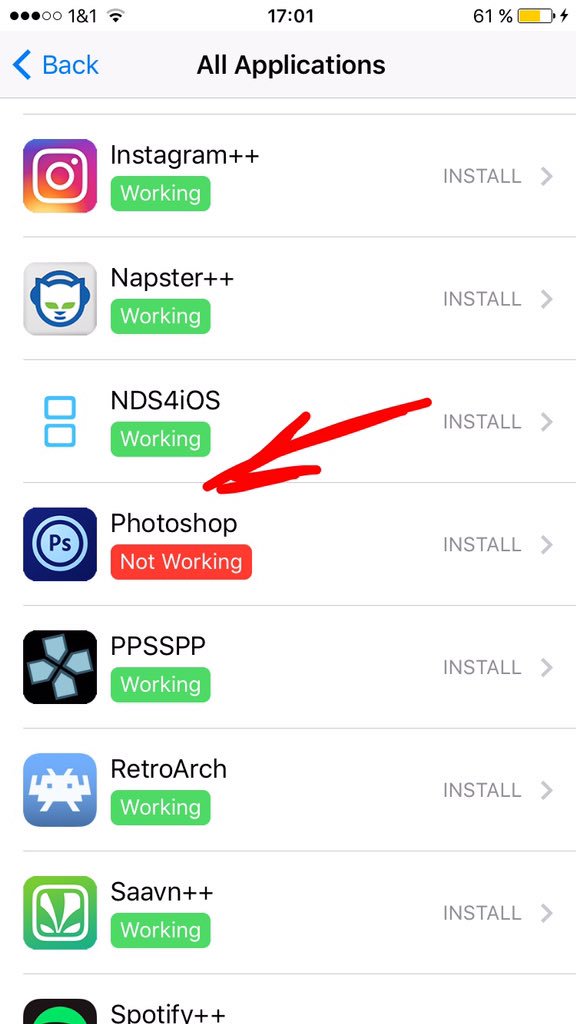 1&1 17:01 61 %
Back All Applications
Instagram++
Working
INSTALL
Napster++
Working
INSTALL
NDS4iOS
Working
INSTALL
Ps
Photoshop
Not Working
INSTALL
PPSSPP
Working
INSTALL
RetroArch
Working
INSTALL
Saavn++
Working
INSTALL
Spotify++